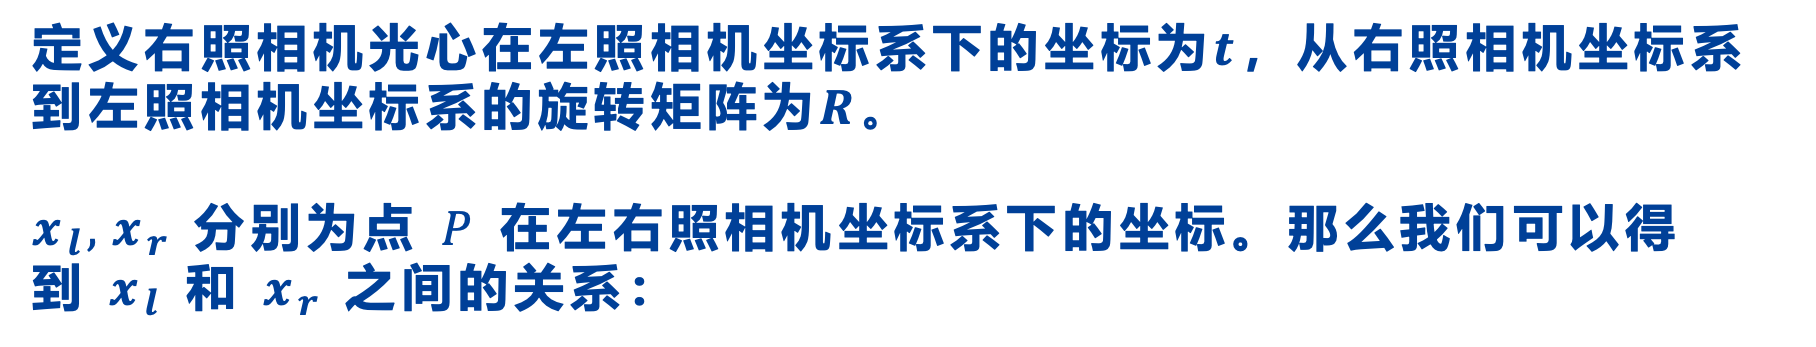 定义右照相机光心在左照相机坐标系下的坐标为t，从右照相机坐标系
到左照相机坐标系的旋转矩阵为R。
x_l, x_r 分别为点 P 在左右照相机坐标系下的坐标。那么我们可以得
到 x_l 和 x_r 之间的关系：